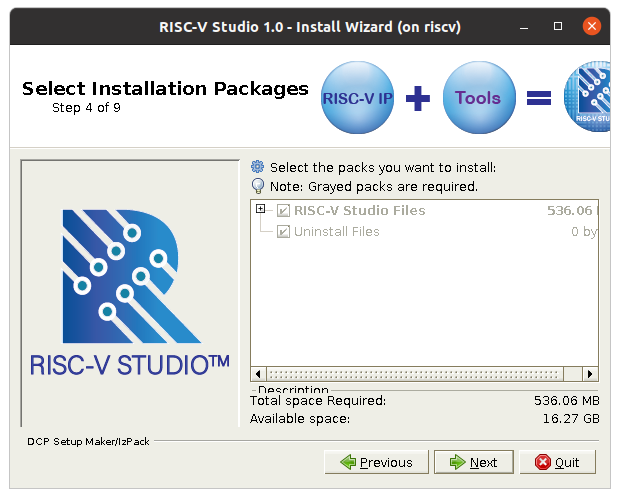 RISC-V Studio 1.0 - Install Wizard (on riscv)
Select Installation Packages
Step 4 of 9
RISC-V IP + Tools = RISC-V STU
Select the packs you want to install:
Note: Grayed packs are required.
RISC-V Studio Files 536.06
Uninstall Files 0 by
RISC-V STUDIO™
Description
Total space Required: 536.06 MB
Available space: 16.27 GB
DCP Setup Maker/IzPack
Previous Next Quit